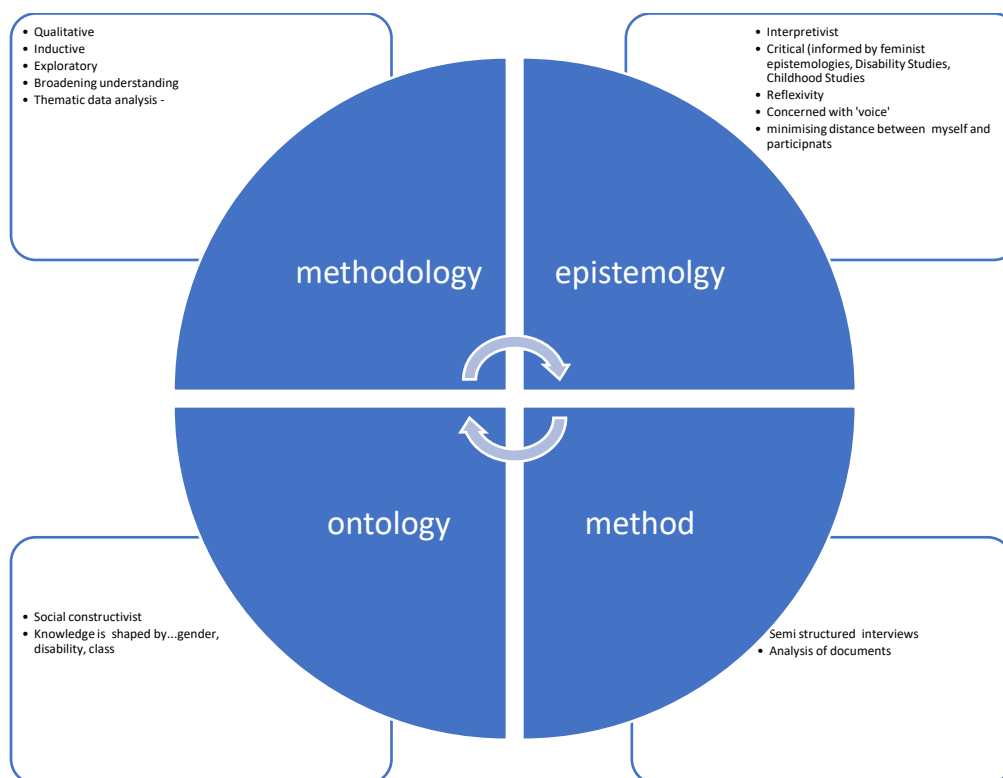 • Qualitative
• Inductive
• Exploratory
• Broadening understanding
• Thematic data analysis -
• Interpretivist
• Critical (informed by feminist
epistemologies, Disability Studies,
Childhood Studies
• Reflexivity
• Concerned with 'voice'
• minimising distance between myself and
participnats
methodology
epistemolgy
ontology
method
• Social constructivist
• Knowledge is shaped by...gender,
disability, class
Semi structured interviews
• Analysis of documents